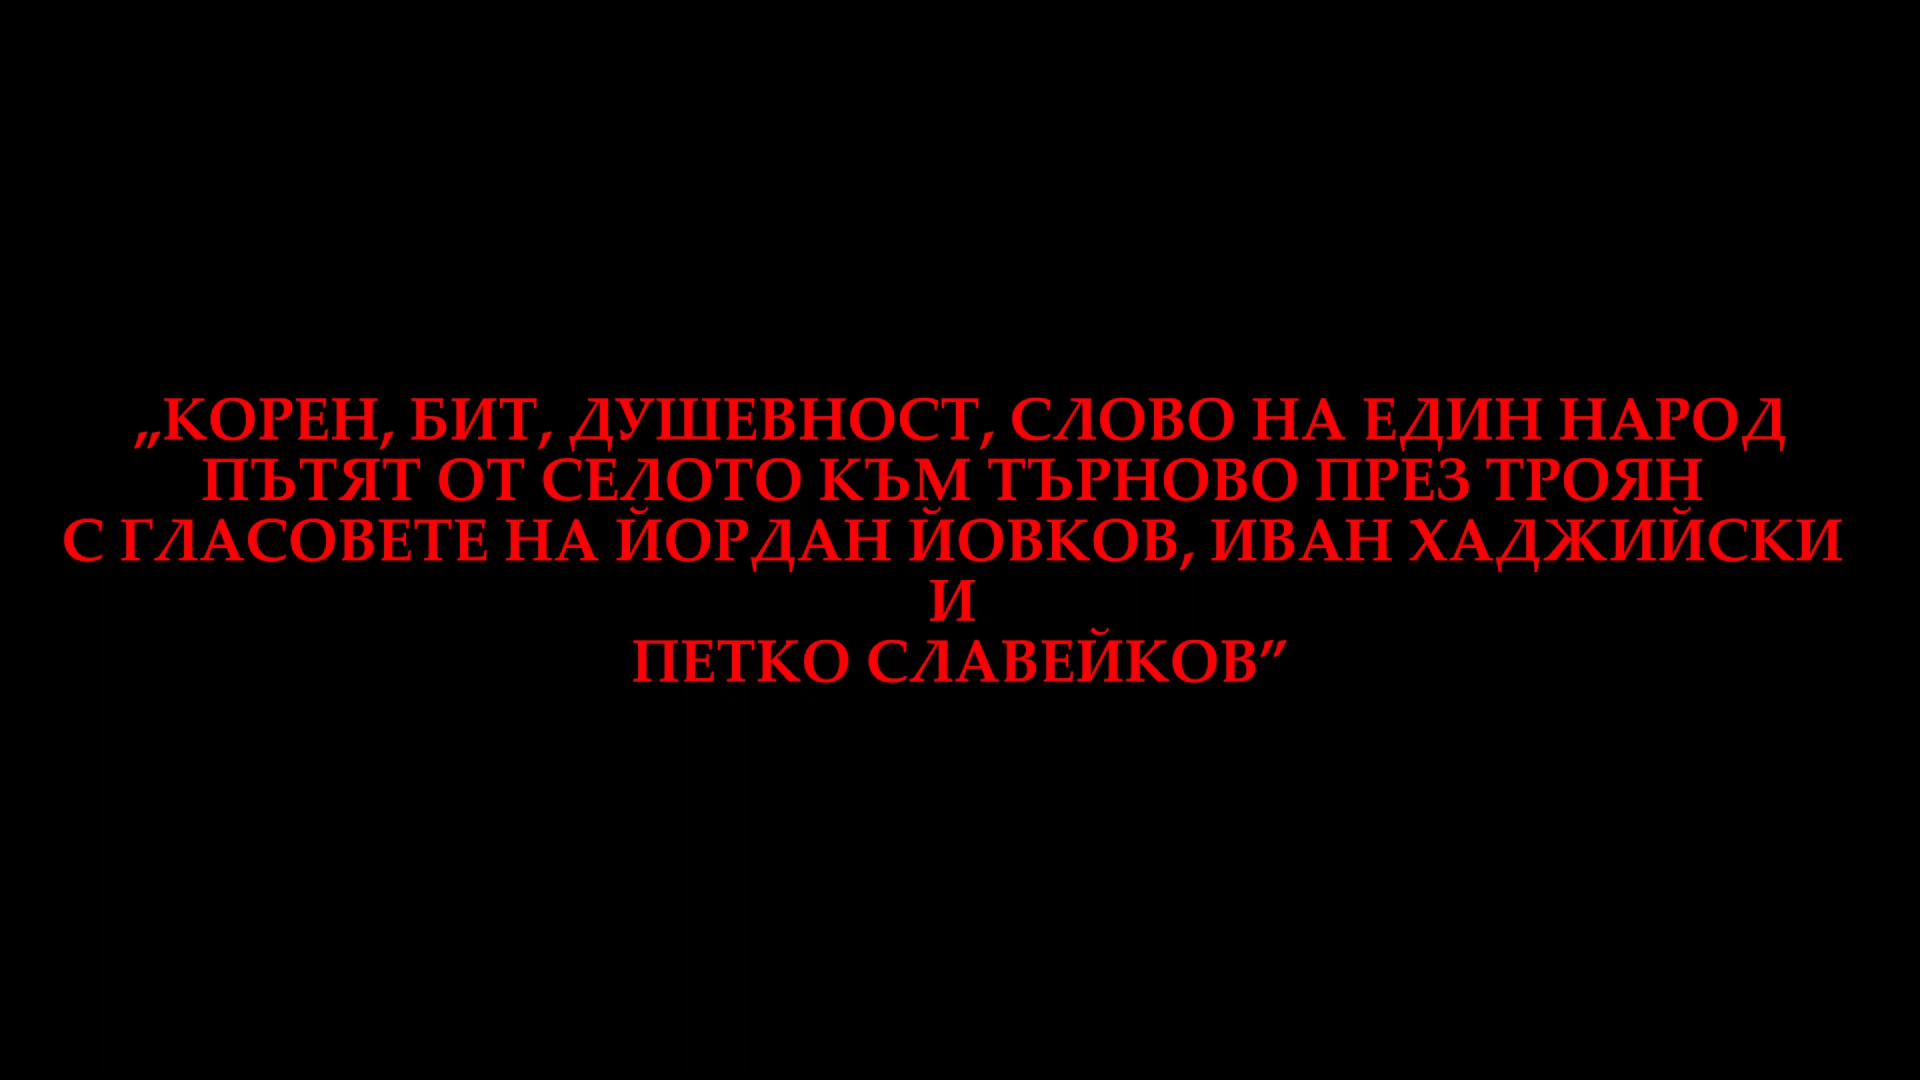 „КОРЕН, БИТ, ДУШЕВНОСТ, СЛОВО НА ЕДИН НАРОД
ПЪТЯТ ОТ СЕЛОТО КЪМ ТЪРНОВО ПРЕЗ ТРОЯН
С ГЛАСОВЕТЕ НА ЙОРДАН ЙОВКОВ, ИВАН ХАДЖИЙСКИ
И
ПЕТКО СЛАВЕЙКОВ”